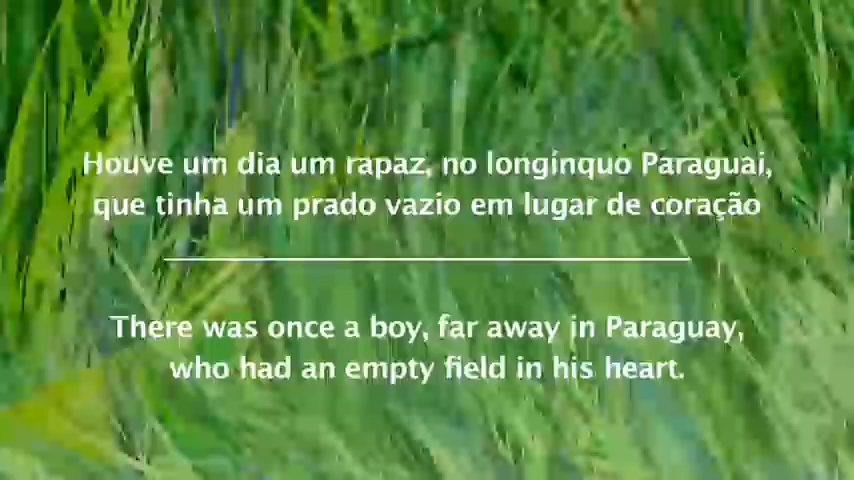 Houve um dia um rapaz, no longínquo Paraguai,
que tinha um prado vazio em lugar de coração
There was once a boy, far away in Paraguay,
who had an empty field in his heart.